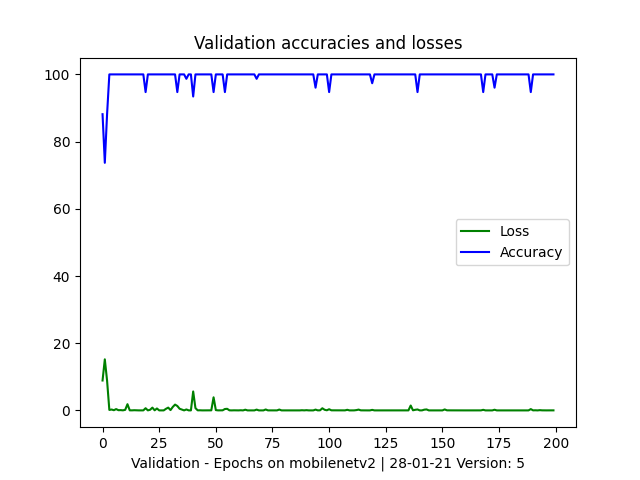 Validation accuracies and losses
100
80
60
40
20
0
Loss
Accuracy
0 25 50 75 100 125 150 175 200
Validation - Epochs on mobilenetv2 | 28-01-21 Version: 5